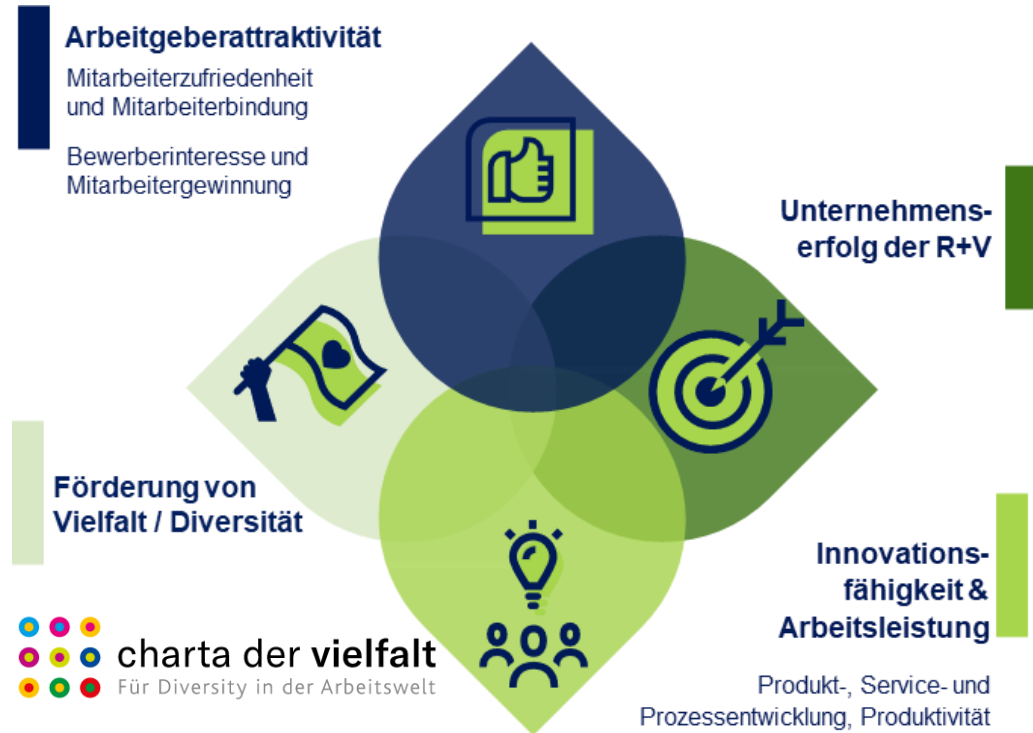 Arbeitgeberattraktivität
Mitarbeiterzufriedenheit
und Mitarbeiterbindung
Bewerberinteresse und
Mitarbeitergewinnung
Unternehmens-
erfolg der R+V
Förderung von
Vielfalt / Diversität
Innovations-
fähigkeit &
Arbeitsleistung
Produkt-, Service- und
Prozessentwicklung, Produktivität
charta der vielfalt
Für Diversity in der Arbeitswelt